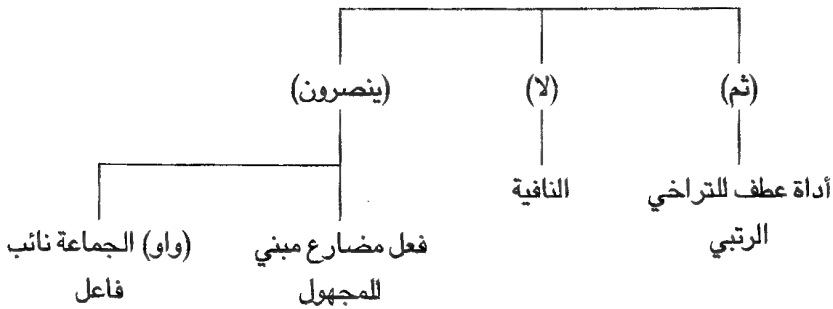 (ثم) (لا) (ينصرون)
أداة عطف للتراخي
الرتبي
النافية
فعل مضارع مبني
للمجهول
(واو) الجماعة نائب
فاعل